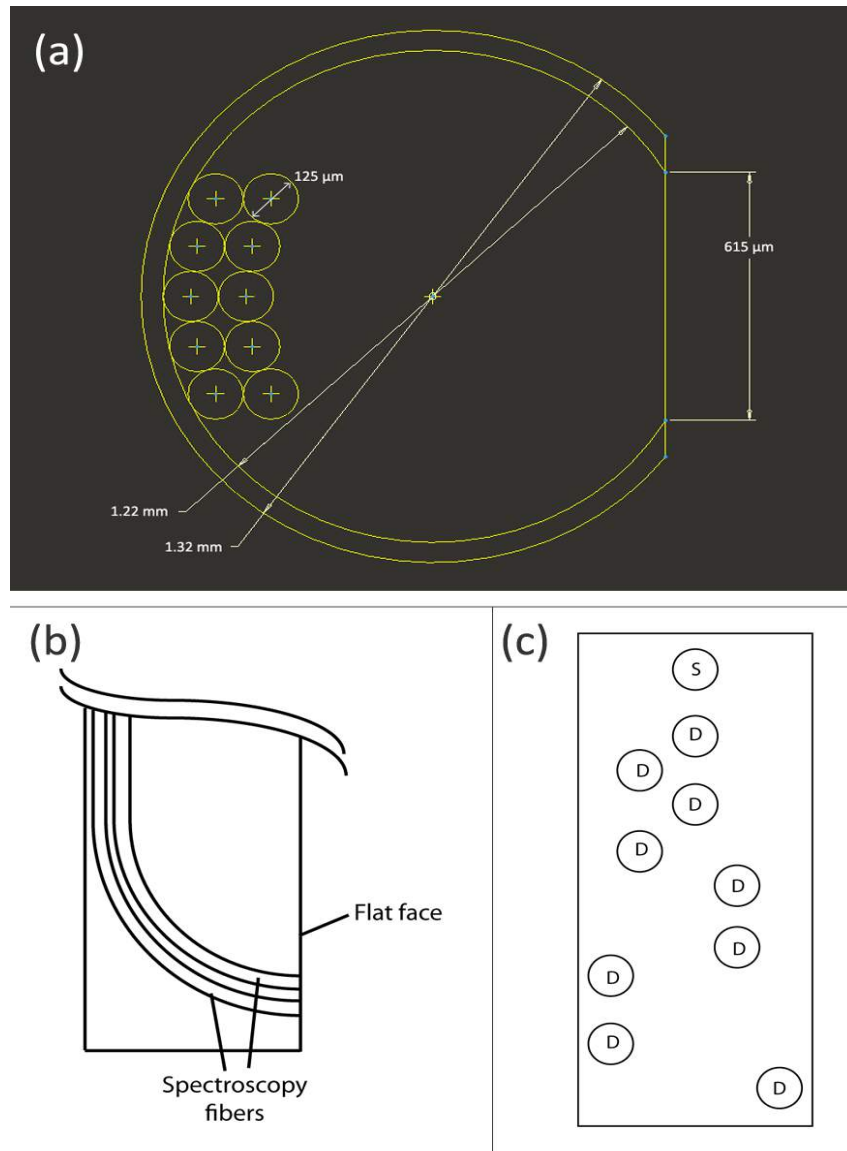 (a)
125 μm
615 μm
1.22 mm
1.32 mm
(b)
Flat face
Spectroscopy
fibers
(c)
S
D
D
D
D
D
D
D
D
D